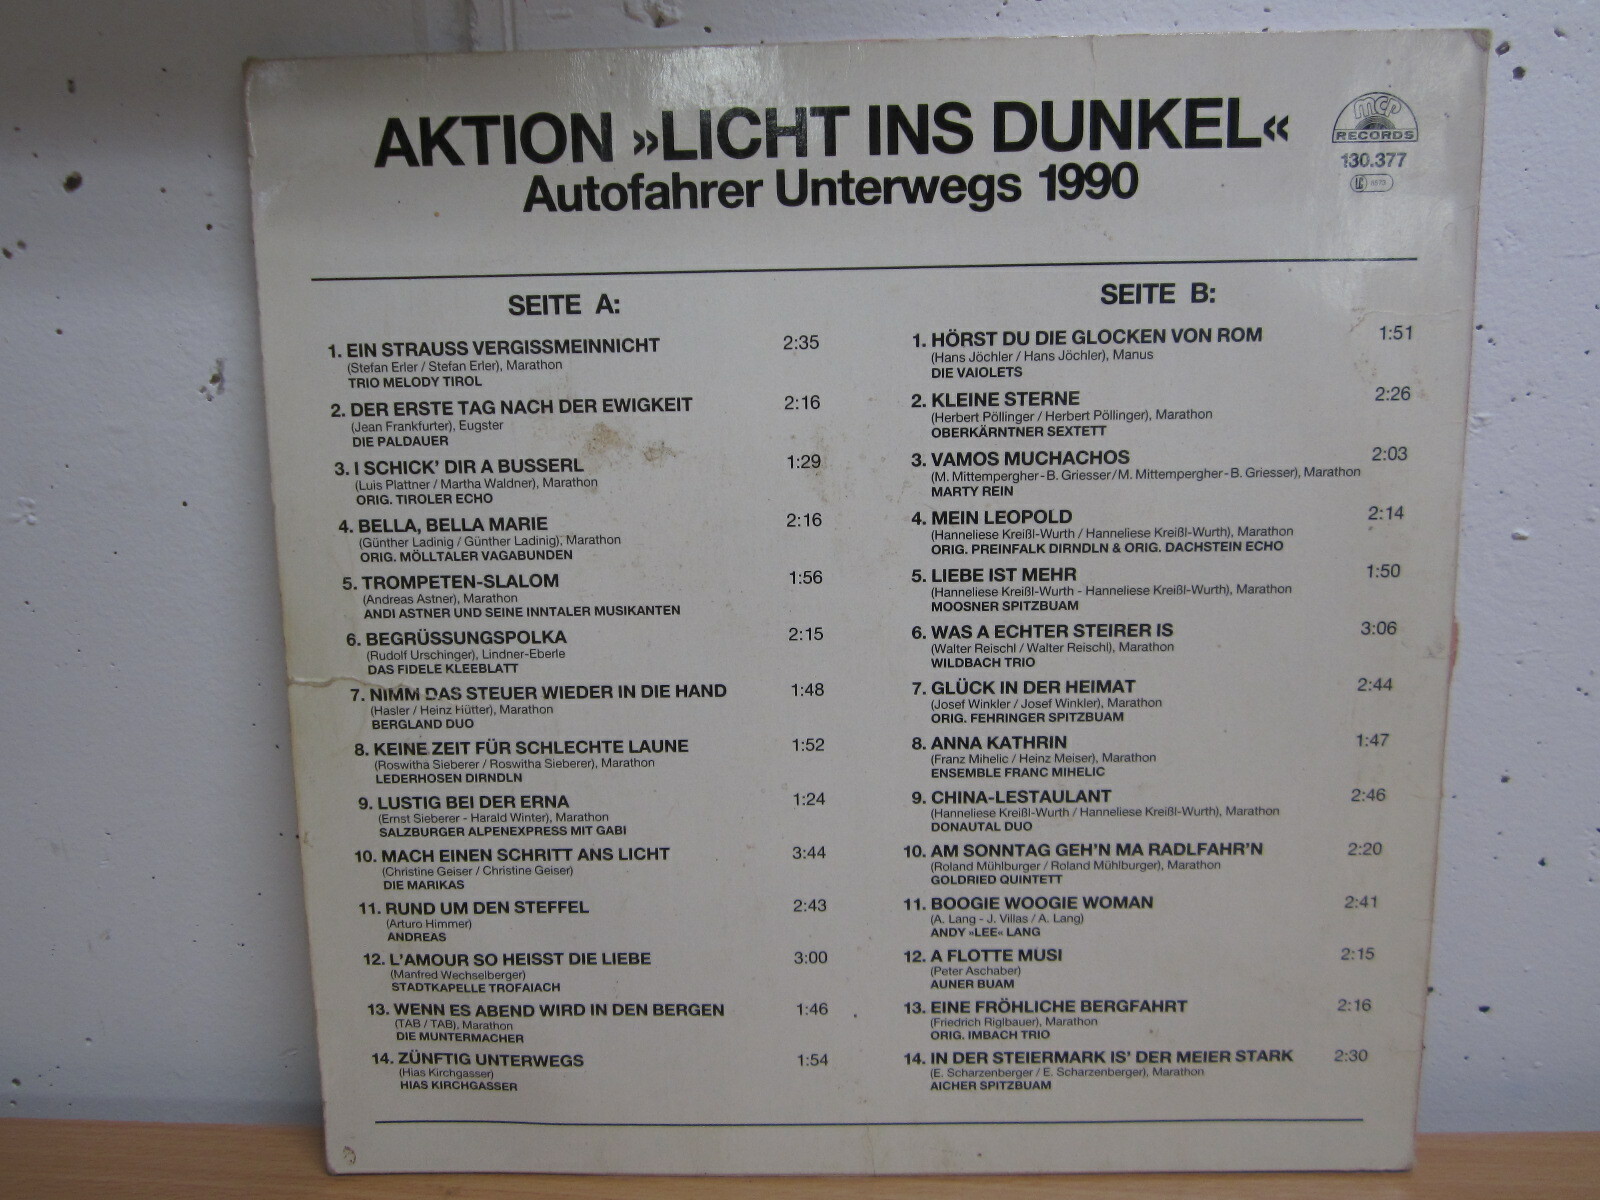 AKTION »LICHT INS DUNKEL«
Autofahrer Unterwegs 1990
mcp
RECORDS
130.377
LC
SEITE A:
1. EIN STRAUSS VERGISSMEINNICHT 2:35
(Stefan Erler / Stefan Erler), Marathon
TRIO MELODY TIROL
2. DER ERSTE TAG NACH DER EWIGKEIT 2:16
(Jean Frankfurter), Eugster
DIE PALDAUER
3. I SCHICK' DIR A BUSSERL 1:29
(Luis Plattner / Martha Waldner), Marathon
ORIG. TIROLER ECHO
4. BELLA, BELLA MARIE 2:16
(Günther Ladinig / Günther Ladinig), Marathon
ORIG. MÖLLTALER VAGABUNDEN
5. TROMPETEN-SLALOM 1:56
(Andreas Astner), Marathon
ANDI ASTNER UND SEINE INNTALER MUSIKANTEN
6. BEGRÜSSUNGSPOLKA 2:15
(Rudolf Urschinger), Lindner-Eberle
DAS FIDELE KLEEBLATT
7. NIMM DAS STEUER WIEDER IN DIE HAND 1:48
(Hasler / Heinz Hütter), Marathon
BERGLAND DUO
8. KEINE ZEIT FÜR SCHLECHTE LAUNE 1:52
(Roswitha Sieberer / Roswitha Sieberer), Marathon
LEDERHOSEN DIRNDLN
9. LUSTIG BEI DER ERNA 1:24
(Ernst Sieberer - Harald Winter), Marathon
SALZBURGER ALPENEXPRESS MIT GABI
10. MACH EINEN SCHRITT ANS LICHT 3:44
(Christine Geiser / Christine Geiser)
DIE MARIKAS
11. RUND UM DEN STEFFEL 2:43
(Arturo Himmer)
ANDREAS
12. L'AMOUR SO HEISST DIE LIEBE 3:00
(Manfred Wechselberger)
STADTKAPELLE TROFAIACH
13. WENN ES ABEND WIRD IN DEN BERGEN 1:46
(TAB / TAB), Marathon
DIE MUNTERMACHER
14. ZÜNFTIG UNTERWEGS 1:54
(Hias Kirchgasser)
HIAS KIRCHGASSER
SEITE B:
1. HÖRST DU DIE GLOCKEN VON ROM 1:51
(Hans Jöchler / Hans Jöchler), Manus
DIE VAIOLETS
2. KLEINE STERNE 2:26
(Herbert Pöllinger / Herbert Pöllinger), Marathon
OBERKÄRNTNER SEXTETT
3. VAMOS MUCHACHOS 2:03
(M. Mittempergher - B. Griesser / M. Mittempergher - B. Griesser), Marathon
MARTY REIN
4. MEIN LEOPOLD 2:14
(Hanneliese Kreißl-Wurth / Hanneliese Kreißl-Wurth), Marathon
ORIG. PREINFALK DIRNDLN & ORIG. DACHSTEIN ECHO
5. LIEBE IST MEHR 1:50
(Hanneliese Kreißl-Wurth - Hanneliese Kreißl-Wurth), Marathon
MOOSNER SPITZBUAM
6. WAS A ECHTER STEIRER IS 3:06
(Walter Reischl / Walter Reischl), Marathon
WILDBACH TRIO
7. GLÜCK IN DER HEIMAT 2:44
(Josef Winkler / Josef Winkler), Marathon
ORIG. FEHRINGER SPITZBUAM
8. ANNA KATHRIN 1:47
(Franz Mihelic / Heinz Meiser), Marathon
ENSEMBLE FRANC MIHELIC
9. CHINA-LESTAULANT 2:46
(Hanneliese Kreißl-Wurth / Hanneliese Kreißl-Wurth), Marathon
DONAUTAL DUO
10. AM SONNTAG GEH'N MA RADLFAHR'N 2:20
(Roland Mühlburger / Roland Mühlburger), Marathon
GOLDRIED QUINTETT
11. BOOGIE WOOGIE WOMAN 2:41
(A. Lang - J. Villas / A. Lang)
ANDY »LEE« LANG
12. A FLOTTE MUSI 2:15
(Peter Aschaber)
AUNER BUAM
13. EINE FRÖHLICHE BERGFAHRT 2:16
(Friedrich Riglbauer), Marathon
ORIG. IMBACH TRIO
14. IN DER STEIERMARK IS' DER MEIER STARK 2:30
(E. Scharzenberger / E. Scharzenberger), Marathon
AICHER SPITZBUAM